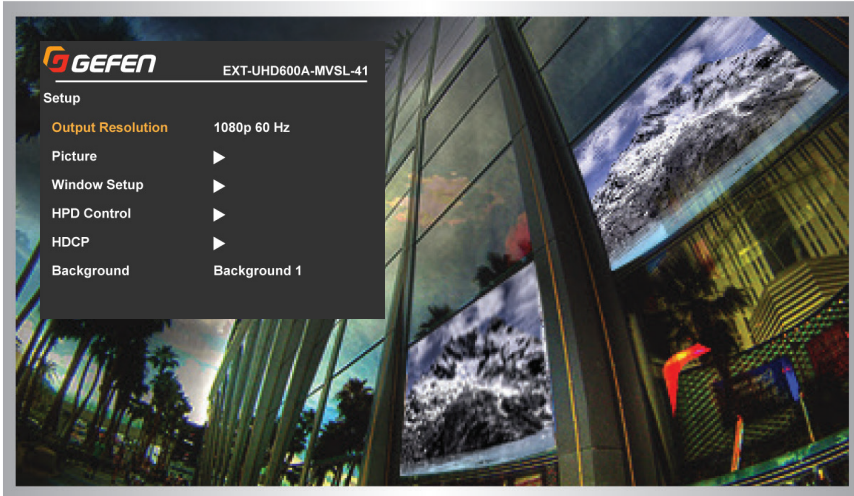 GEFEN
EXT-UHD600A-MVSL-41
Setup
Output Resolution 1080p 60 Hz
Picture
Window Setup
HPD Control
HDCP
Background Background 1